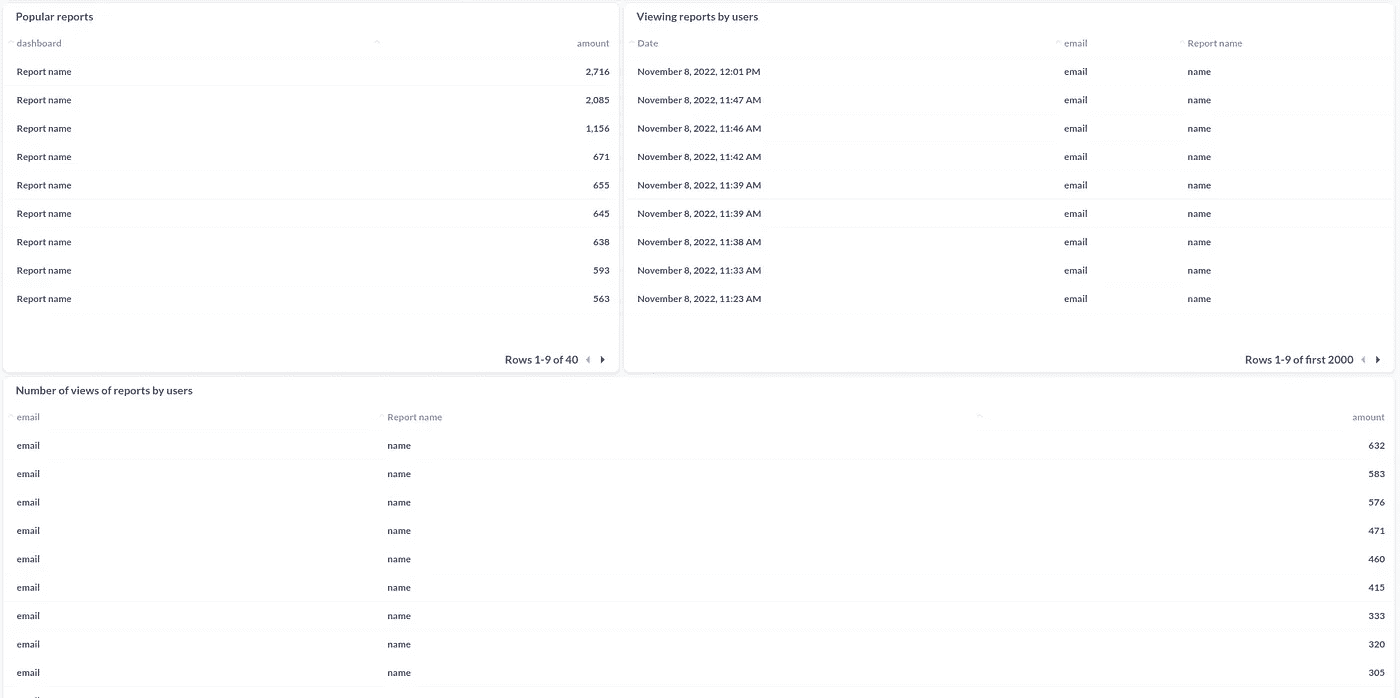 Popular reports
dashboard amount
Report name 2,716
Report name 2,085
Report name 1,156
Report name 671
Report name 655
Report name 645
Report name 638
Report name 593
Report name 563
Rows 1-9 of 40
Viewing reports by users
Date email Report name
November 8, 2022, 12:01 PM email name
November 8, 2022, 11:47 AM email name
November 8, 2022, 11:46 AM email name
November 8, 2022, 11:42 AM email name
November 8, 2022, 11:39 AM email name
November 8, 2022, 11:39 AM email name
November 8, 2022, 11:38 AM email name
November 8, 2022, 11:33 AM email name
November 8, 2022, 11:23 AM email name
Rows 1-9 of first 2000
Number of views of reports by users
email Report name amount
email name 632
email name 583
email name 576
email name 471
email name 460
email name 415
email name 333
email name 320
email name 305